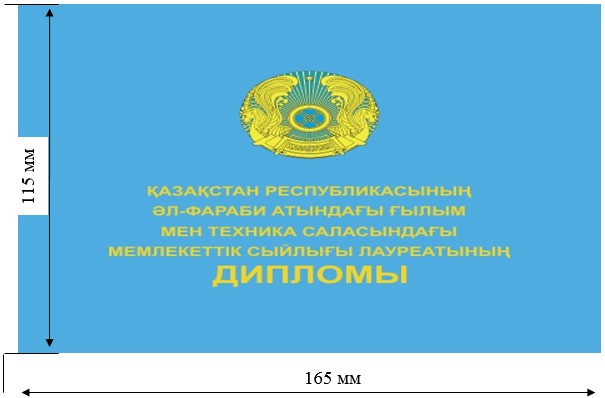 115 мм
ҚАЗАҚСТАН РЕСПУБЛИКАСЫНЫҢ
ӘЛ-ФАРАБИ АТЫНДАҒЫ ҒЫЛЫМ
МЕН ТЕХНИКА САЛАСЫНДАҒЫ
МЕМЛЕКЕТТІК СЫЙЛЫҒЫ ЛАУРЕАТЫНЫҢ
ДИПЛОМЫ
165 мм